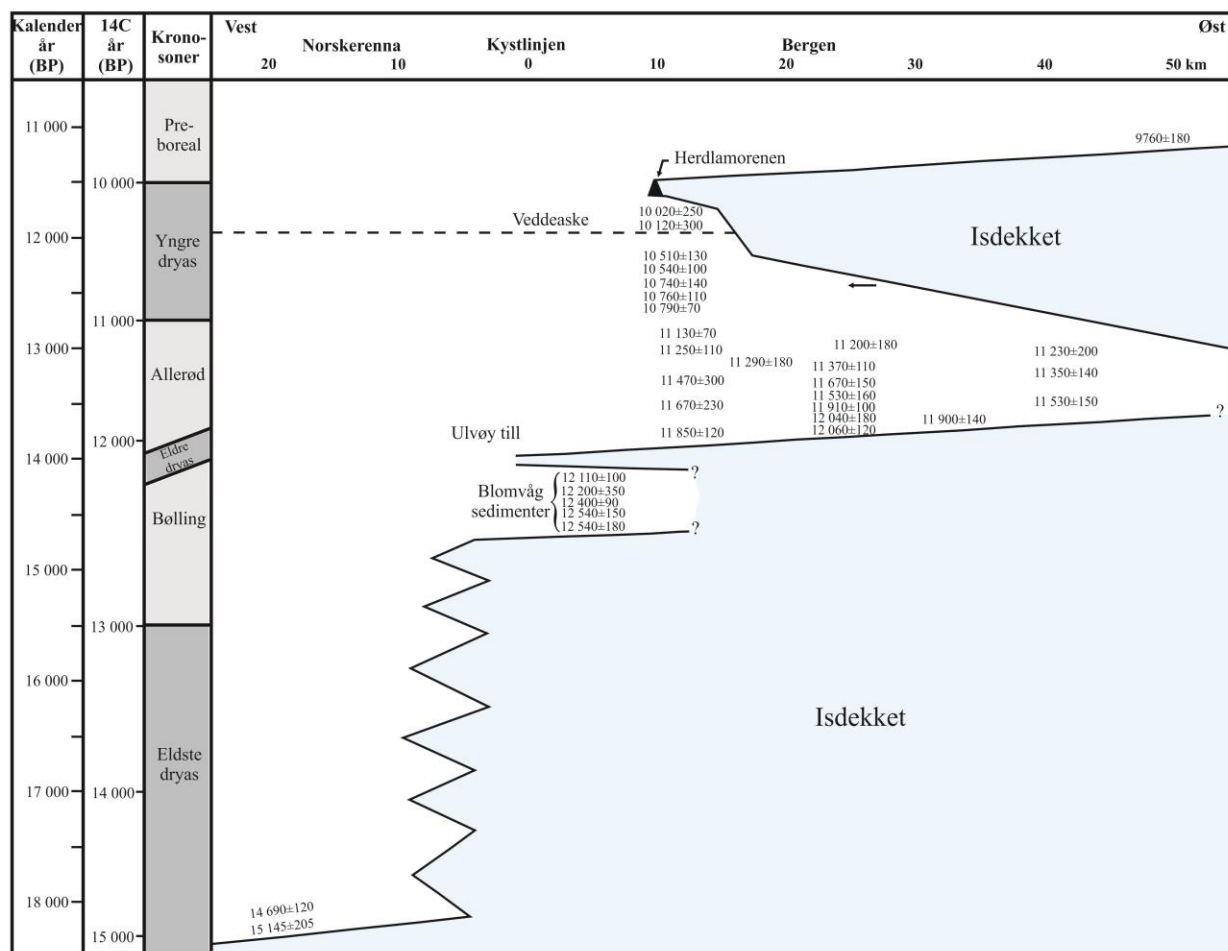 Kalender
år
(BP)
14C
år
(BP)
Krono-
soner
Vest
Øst
Norskerenna
Kystlinjen
Bergen
20 10 0 10 20 30 40 50 km
11 000
12 000
13 000
14 000
15 000
16 000
17 000
18 000
10 000
11 000
12 000
13 000
14 000
15 000
Pre-
boreal
Yngre
dryas
Allerød
Eldre
dryas
Bølling
Eldste
dryas
9760±180
Herdlamorenen
10 020±250
10 120±300
Veddeaske
Isdekket
10 510±130
10 540±100
10 740±140
10 760±110
10 790±70
11 130±70
11 250±110
11 290±180
11 470±300
11 670±230
11 850±120
11 200±180
11 370±110
11 670±150
11 530±160
11 910±100
12 040±180
12 060±120
11 900±140
11 230±200
11 350±140
11 530±150
?
Ulvøy till
?
Blomvåg
sedimenter
12 110±100
12 200±350
12 400±90
12 540±150
12 540±180
?
Isdekket
14 690±120
15 145±205